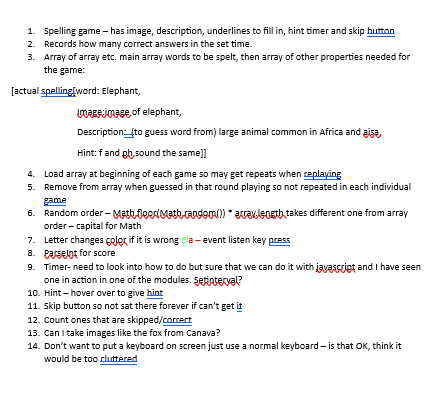 1. Spelling game – has image, description, underlines to fill in, hint timer and skip button
2. Records how many correct answers in the set time.
3. Array of array etc. main array words to be spelt, then array of other properties needed for
the game:
[actual spelling[word: Elephant,
Image:image of elephant,
Description: (to guess word from) large animal common in Africa and aisa,
Hint: f and ph sound the same]]
4. Load array at beginning of each game so may get repeats when replaying
5. Remove from array when guessed in that round playing so not repeated in each individual
game
6. Random order – Math.floor(Math.random()) * array.length takes different one from array
order – capital for Math
7. Letter changes color if it is wrong Ela – event listen key press
8. ParseInt for score
9. Timer- need to look into how to do but sure that we can do it with javascript and I have seen
one in action in one of the modules. SetInterval?
10. Hint – hover over to give hint
11. Skip button so not sat there forever if can't get it
12. Count ones that are skipped/correct
13. Can I take images like the fox from Canava?
14. Don't want to put a keyboard on screen just use a normal keyboard – is that OK, think it
would be too cluttered